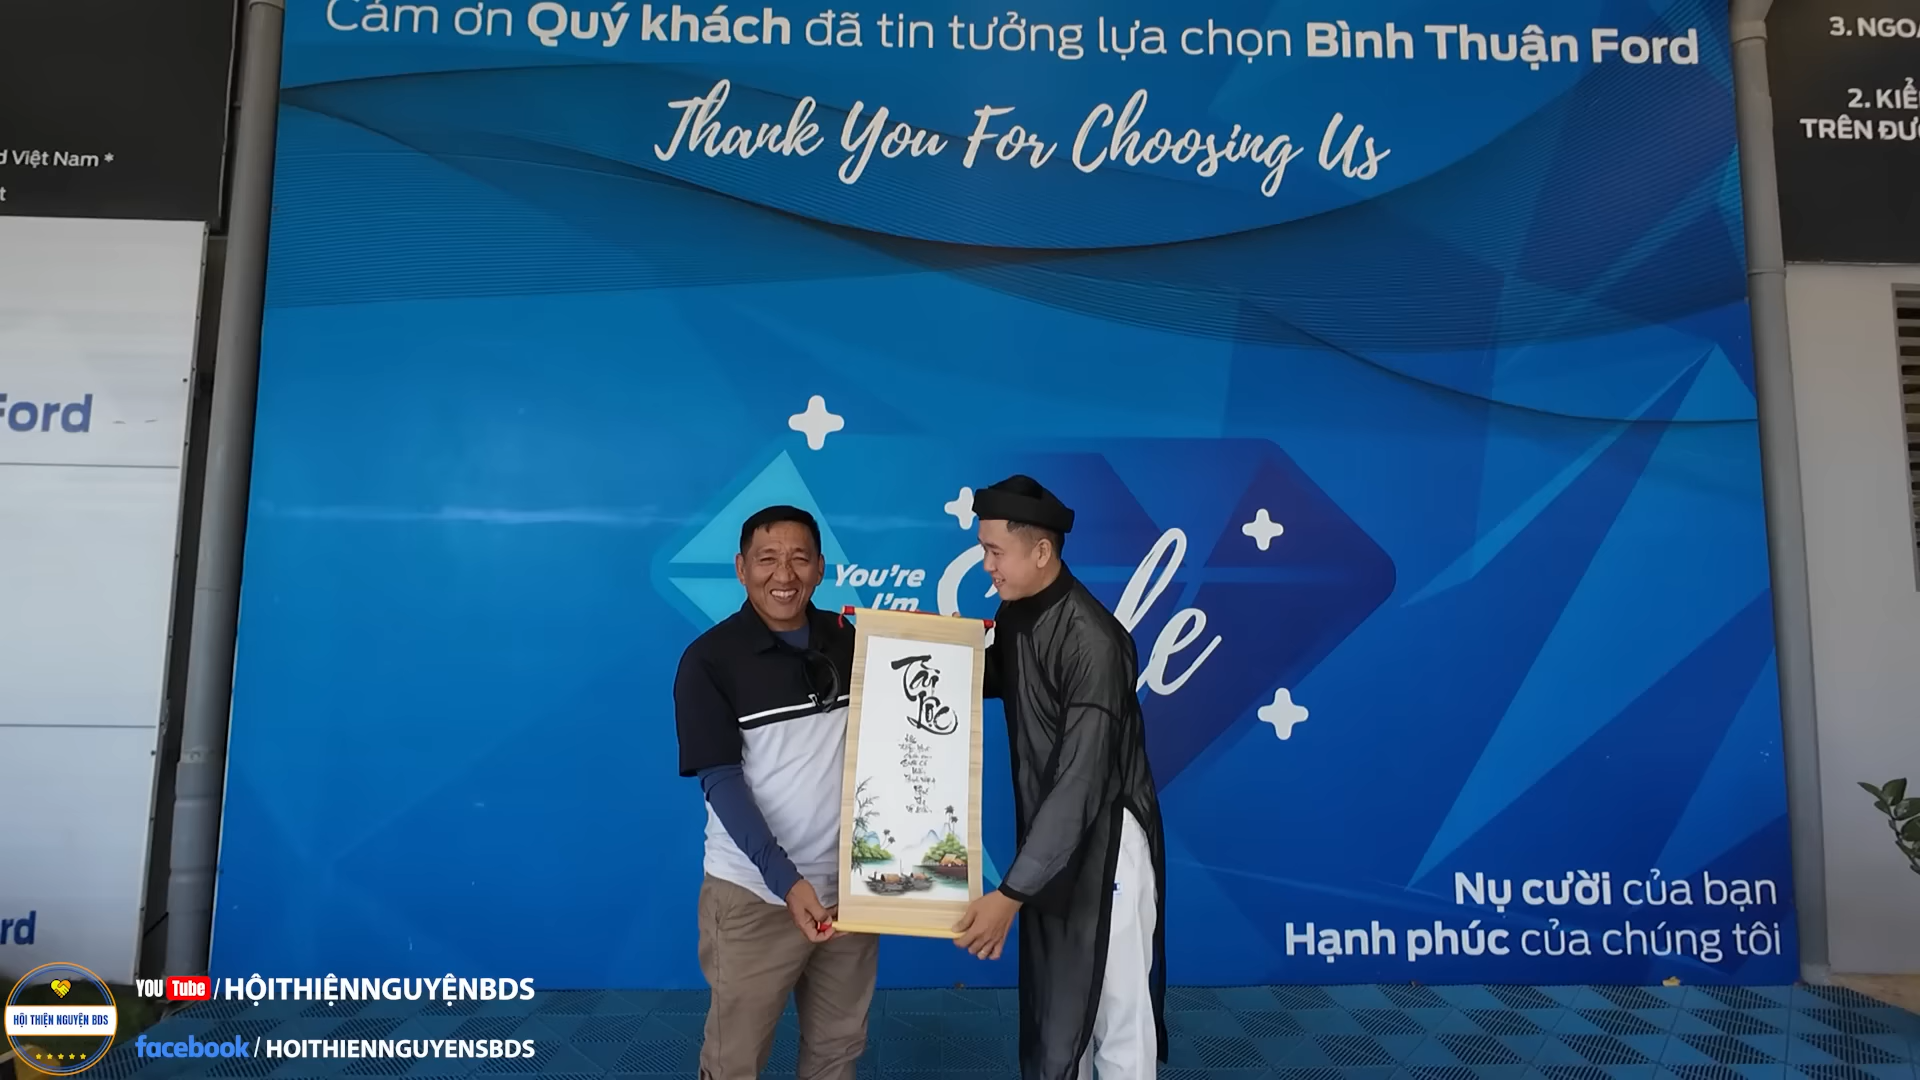 Cảm ơn Quý khách đã tin tưởng lựa chọn Bình Thuận Ford
Thank You For Choosing Us
3. NGOẠ
2. KIỂ
TRÊN ĐƯ
d Việt Nam *
Ford
You're
I'm
Tài
Lộc
Nụ cười của bạn
Hạnh phúc của chúng tôi
rd
HỘI THIỆN NGUYỆN BDS
YOU Tube / HỘITHIỆNNGUYỆNBDS
facebook / HOITHIENNGUYENSBDS